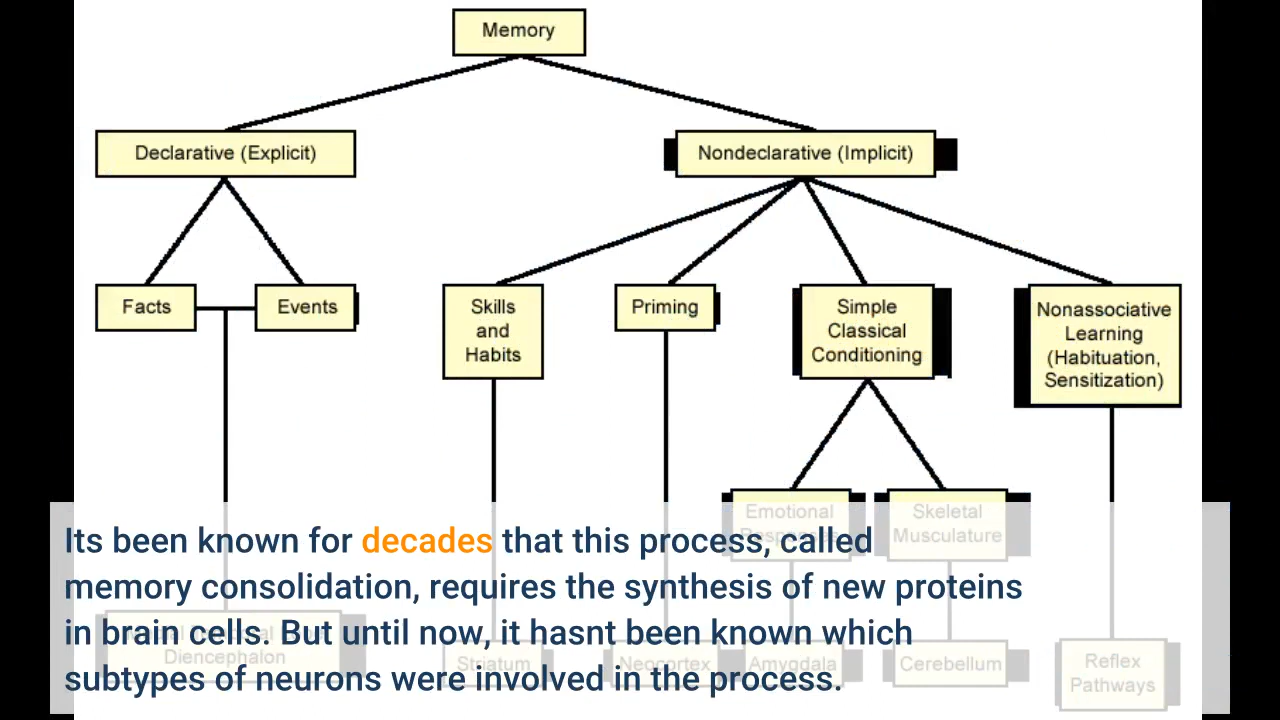 Memory
Declarative (Explicit)
Nondeclarative (Implicit)
Facts
Events
Skills
and
Habits
Priming
Simple
Classical
Conditioning
Nonassociative
Learning
(Habituation,
Sensitization)
Emotional
Skeletal
Musculature
Its been known for decades that this process, called
memory consolidation, requires the synthesis of new proteins
in brain cells. But until now, it hasnt been known which
subtypes of neurons were involved in the process.
Diencephalon
Striatum
Neocortex
Amygdala
Cerebellum
Reflex
Pathways